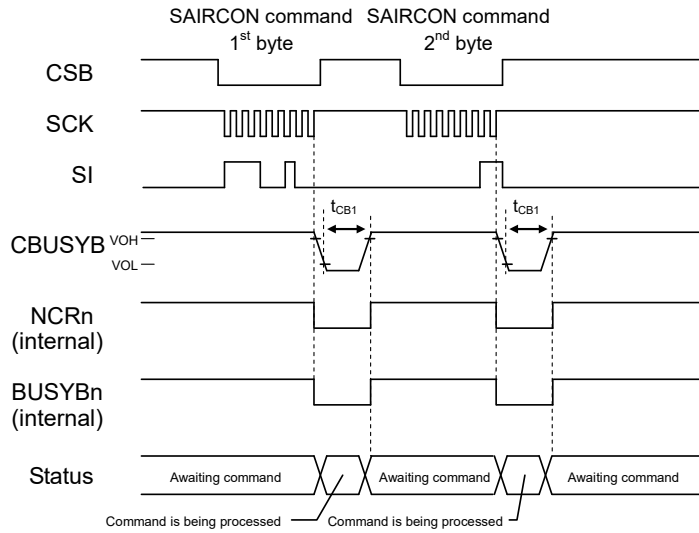 SAIRCON command SAIRCON command
1st byte 2nd byte
CSB
SCK
SI
tCB1 tCB1
CBUSYB VOH
VOL
NCRn
(internal)
BUSYBn
(internal)
Status Awaiting command Awaiting command Awaiting command
Command is being processed Command is being processed